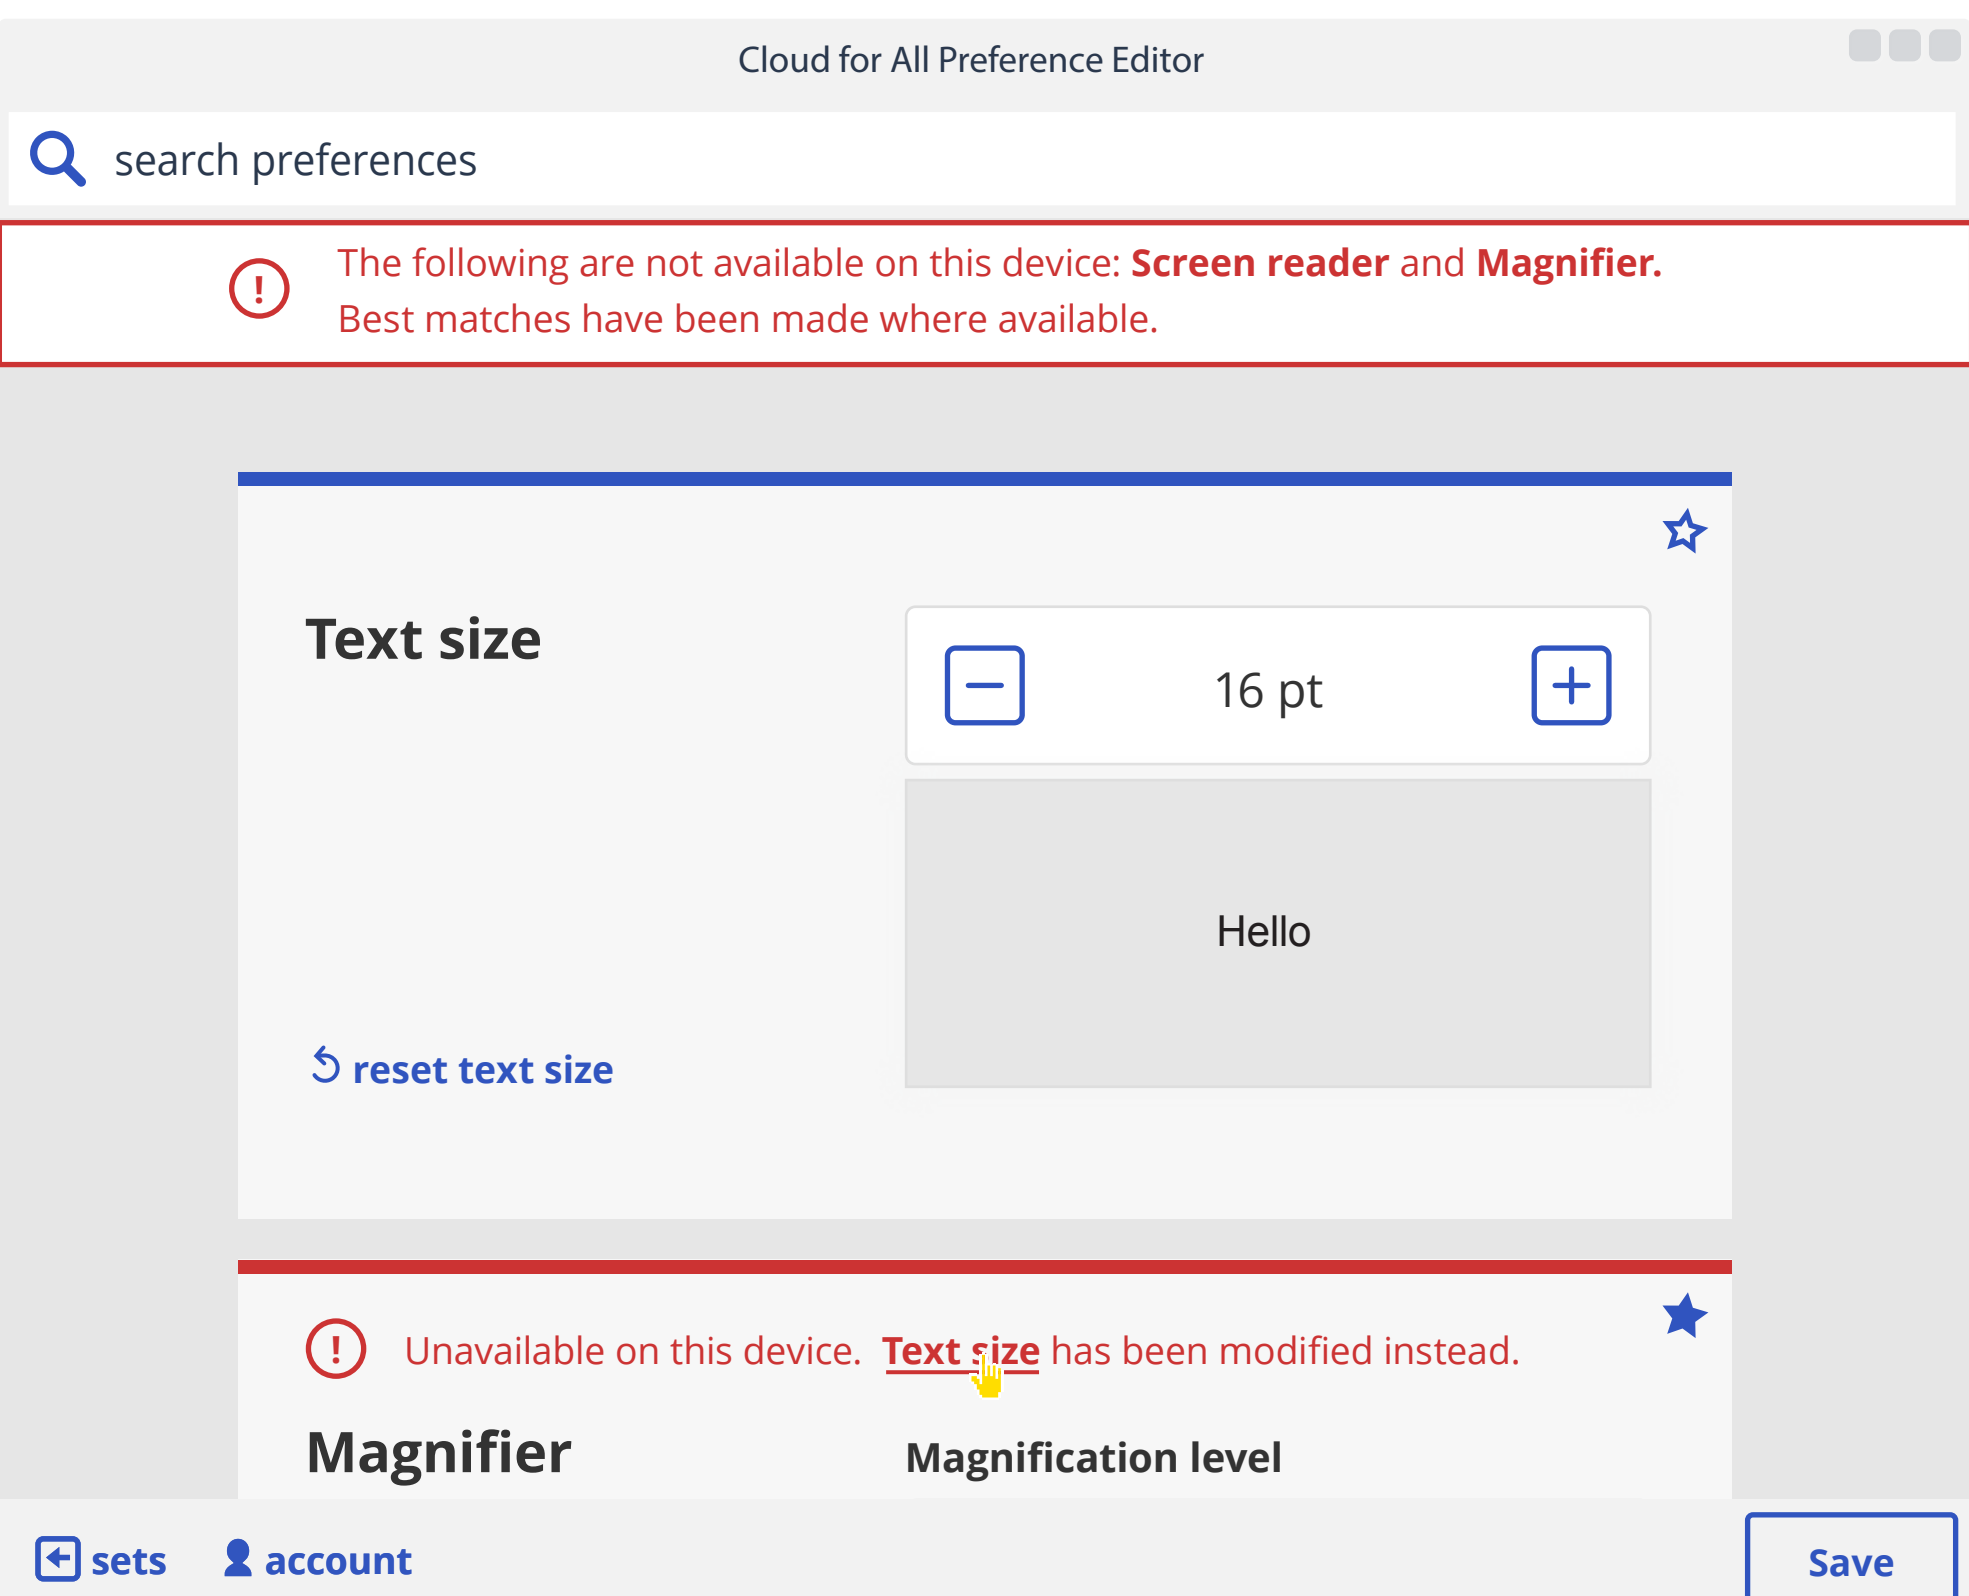 Cloud for All Preference Editor
search preferences
The following are not available on this device: Screen reader and Magnifier.
Best matches have been made where available.
Text size
16 pt
Hello
reset text size
Unavailable on this device. Text size has been modified instead.
Magnifier
Magnification level
sets
account
Save